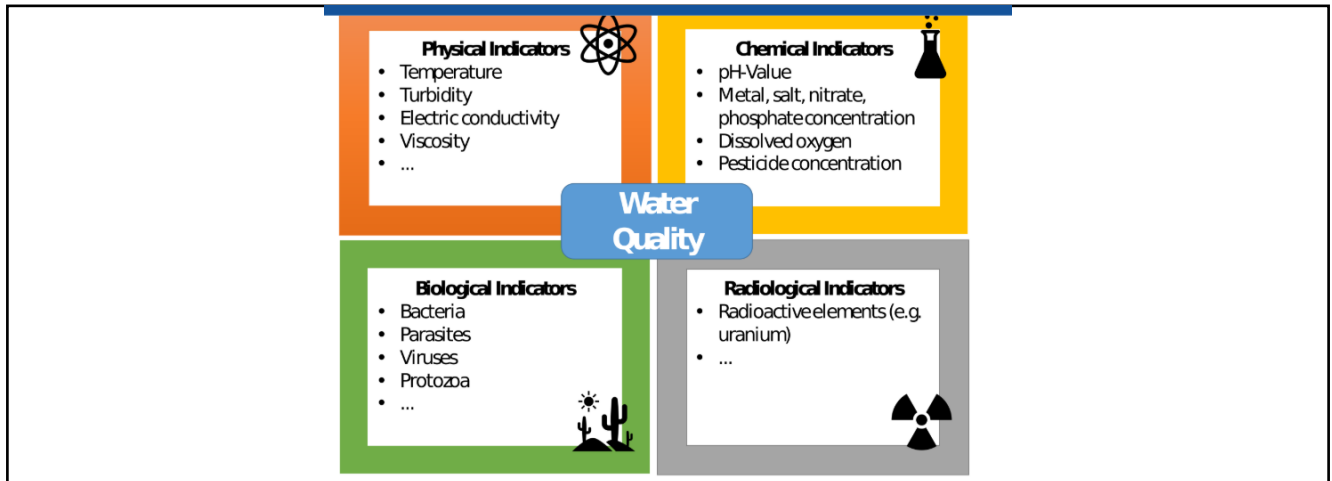 Physical Indicators
• Temperature
• Turbidity
• Electric conductivity
• Viscosity
• ...
Chemical Indicators
• pH-Value
• Metal, salt, nitrate,
phosphate concentration
• Dissolved oxygen
• Pesticide concentration
Water
Quality
Biological Indicators
• Bacteria
• Parasites
• Viruses
• Protozoa
• ...
Radiological Indicators
• Radioactive elements (e.g.
uranium)
• ...